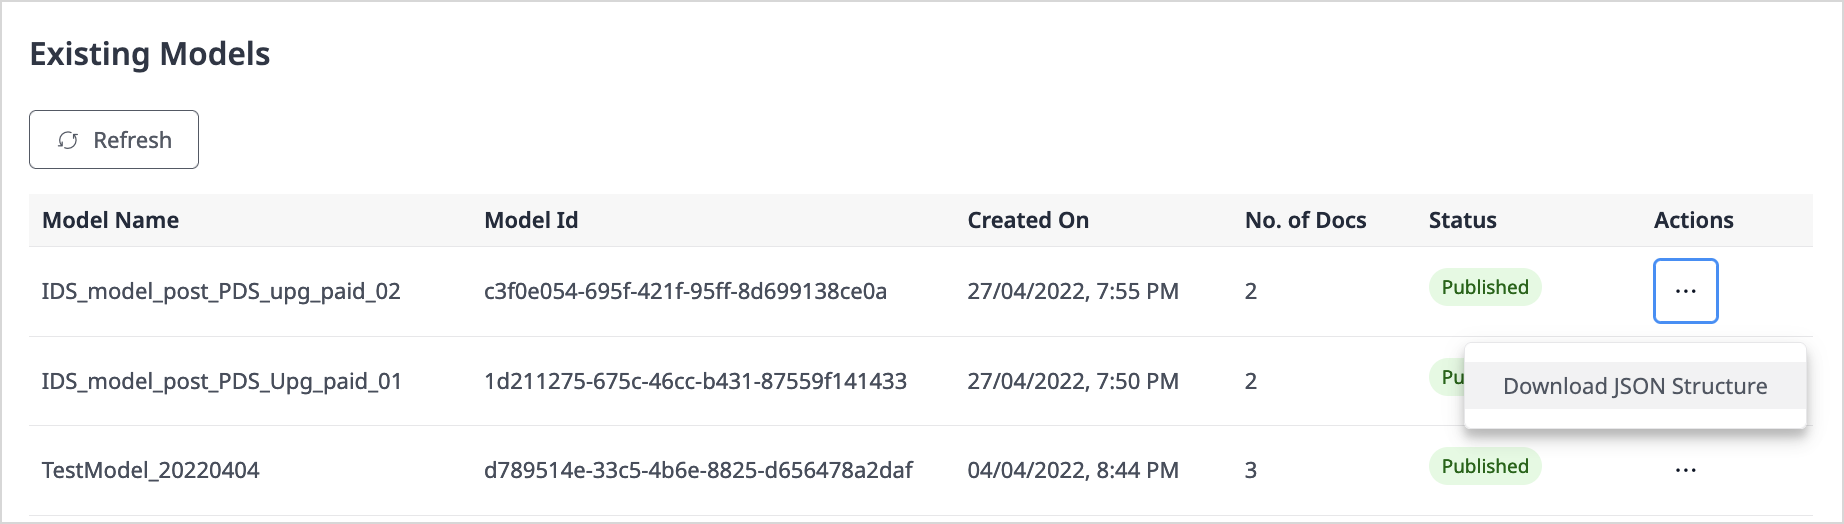 Existing Models
Refresh
Model Name Model Id Created On No. of Docs Status Actions
IDS_model_post_PDS_upg_paid_02 c3f0e054-695f-421f-95ff-8d699138ce0a 27/04/2022, 7:55 PM 2 Published ...
IDS_model_post_PDS_Upg_paid_01 1d211275-675c-46cc-b431-87559f141433 27/04/2022, 7:50 PM 2 Pu
Download JSON Structure
TestModel_20220404 d789514e-33c5-4b6e-8825-d656478a2daf 04/04/2022, 8:44 PM 3 Published ...